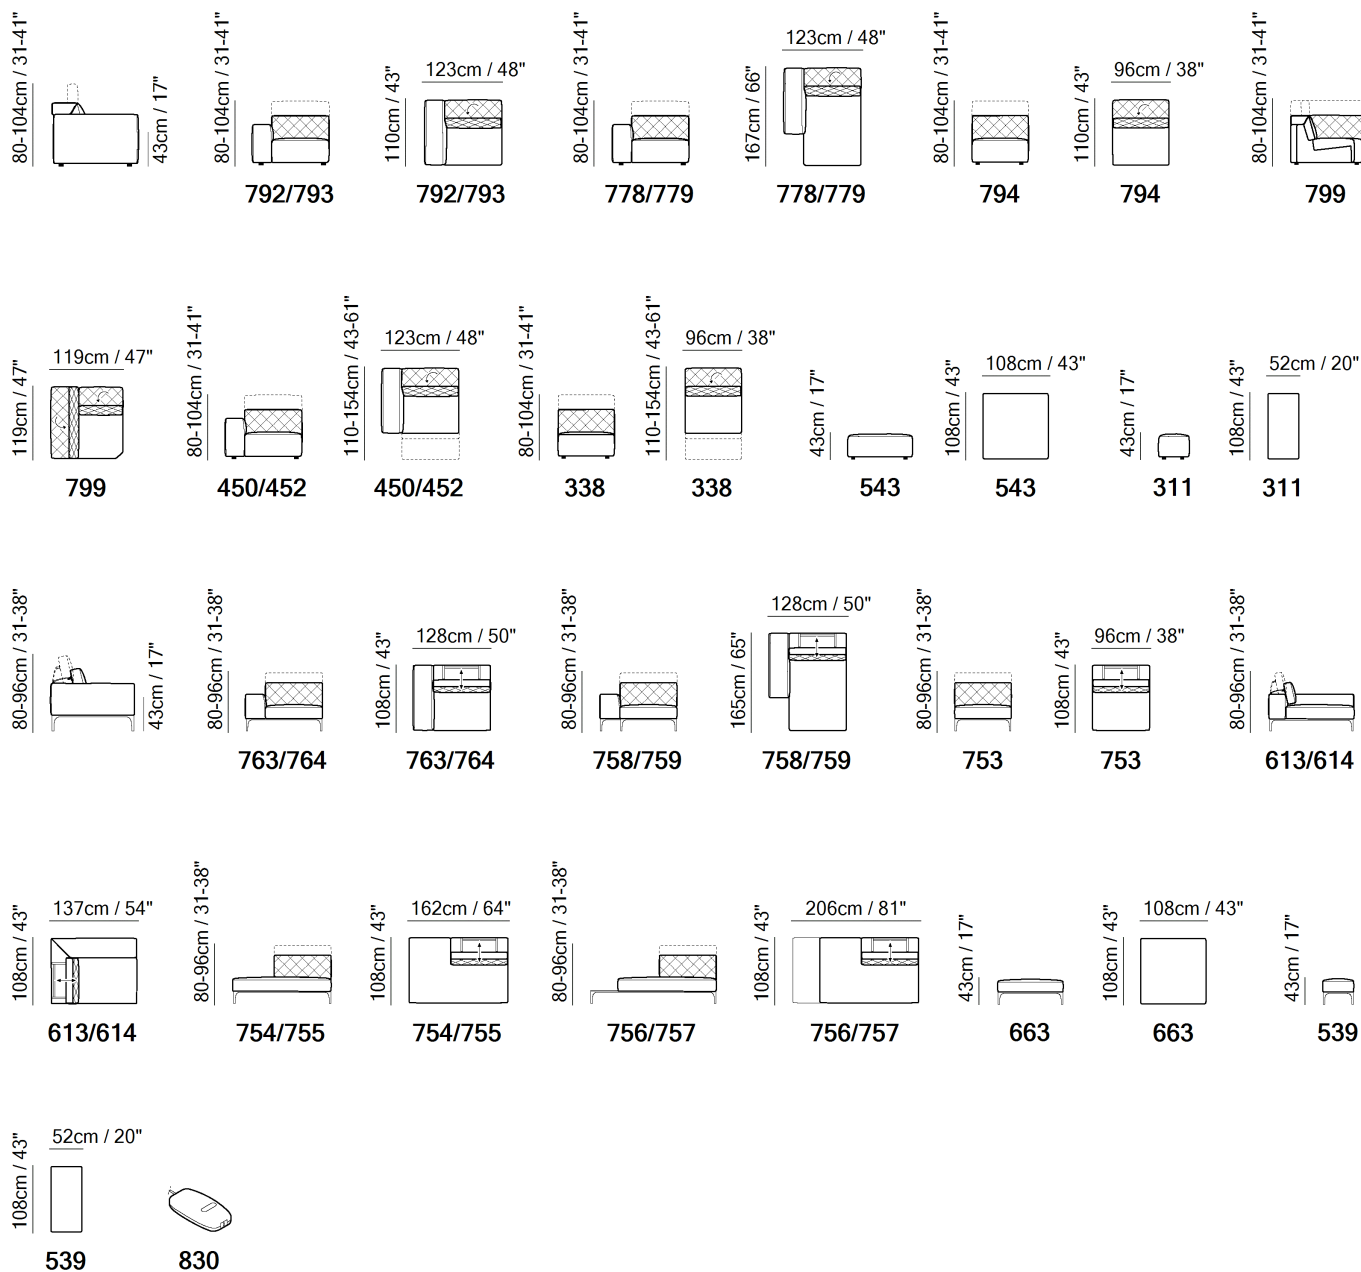 80-104cm / 31-41"
43cm / 17"
80-104cm / 31-41"
792/793
110cm / 43"
123cm / 48"
792/793
80-104cm / 31-41"
778/779
167cm / 66"
123cm / 48"
778/779
80-104cm / 31-41"
794
110cm / 43"
96cm / 38"
794
80-104cm / 31-41"
799
119cm / 47"
119cm / 47"
799
80-104cm / 31-41"
450/452
110-154cm / 43-61"
123cm / 48"
450/452
80-104cm / 31-41"
338
110-154cm / 43-61"
96cm / 38"
338
43cm / 17"
543
108cm / 43"
108cm / 43"
543
43cm / 17"
311
108cm / 43"
52cm / 20"
311
80-96cm / 31-38"
43cm / 17"
80-96cm / 31-38"
763/764
108cm / 43"
128cm / 50"
763/764
80-96cm / 31-38"
758/759
165cm / 65"
128cm / 50"
758/759
80-96cm / 31-38"
753
108cm / 43"
96cm / 38"
753
80-96cm / 31-38"
613/614
108cm / 43"
137cm / 54"
613/614
80-96cm / 31-38"
754/755
108cm / 43"
162cm / 64"
754/755
80-96cm / 31-38"
756/757
108cm / 43"
206cm / 81"
756/757
43cm / 17"
663
108cm / 43"
108cm / 43"
663
43cm / 17"
539
108cm / 43"
52cm / 20"
539
830